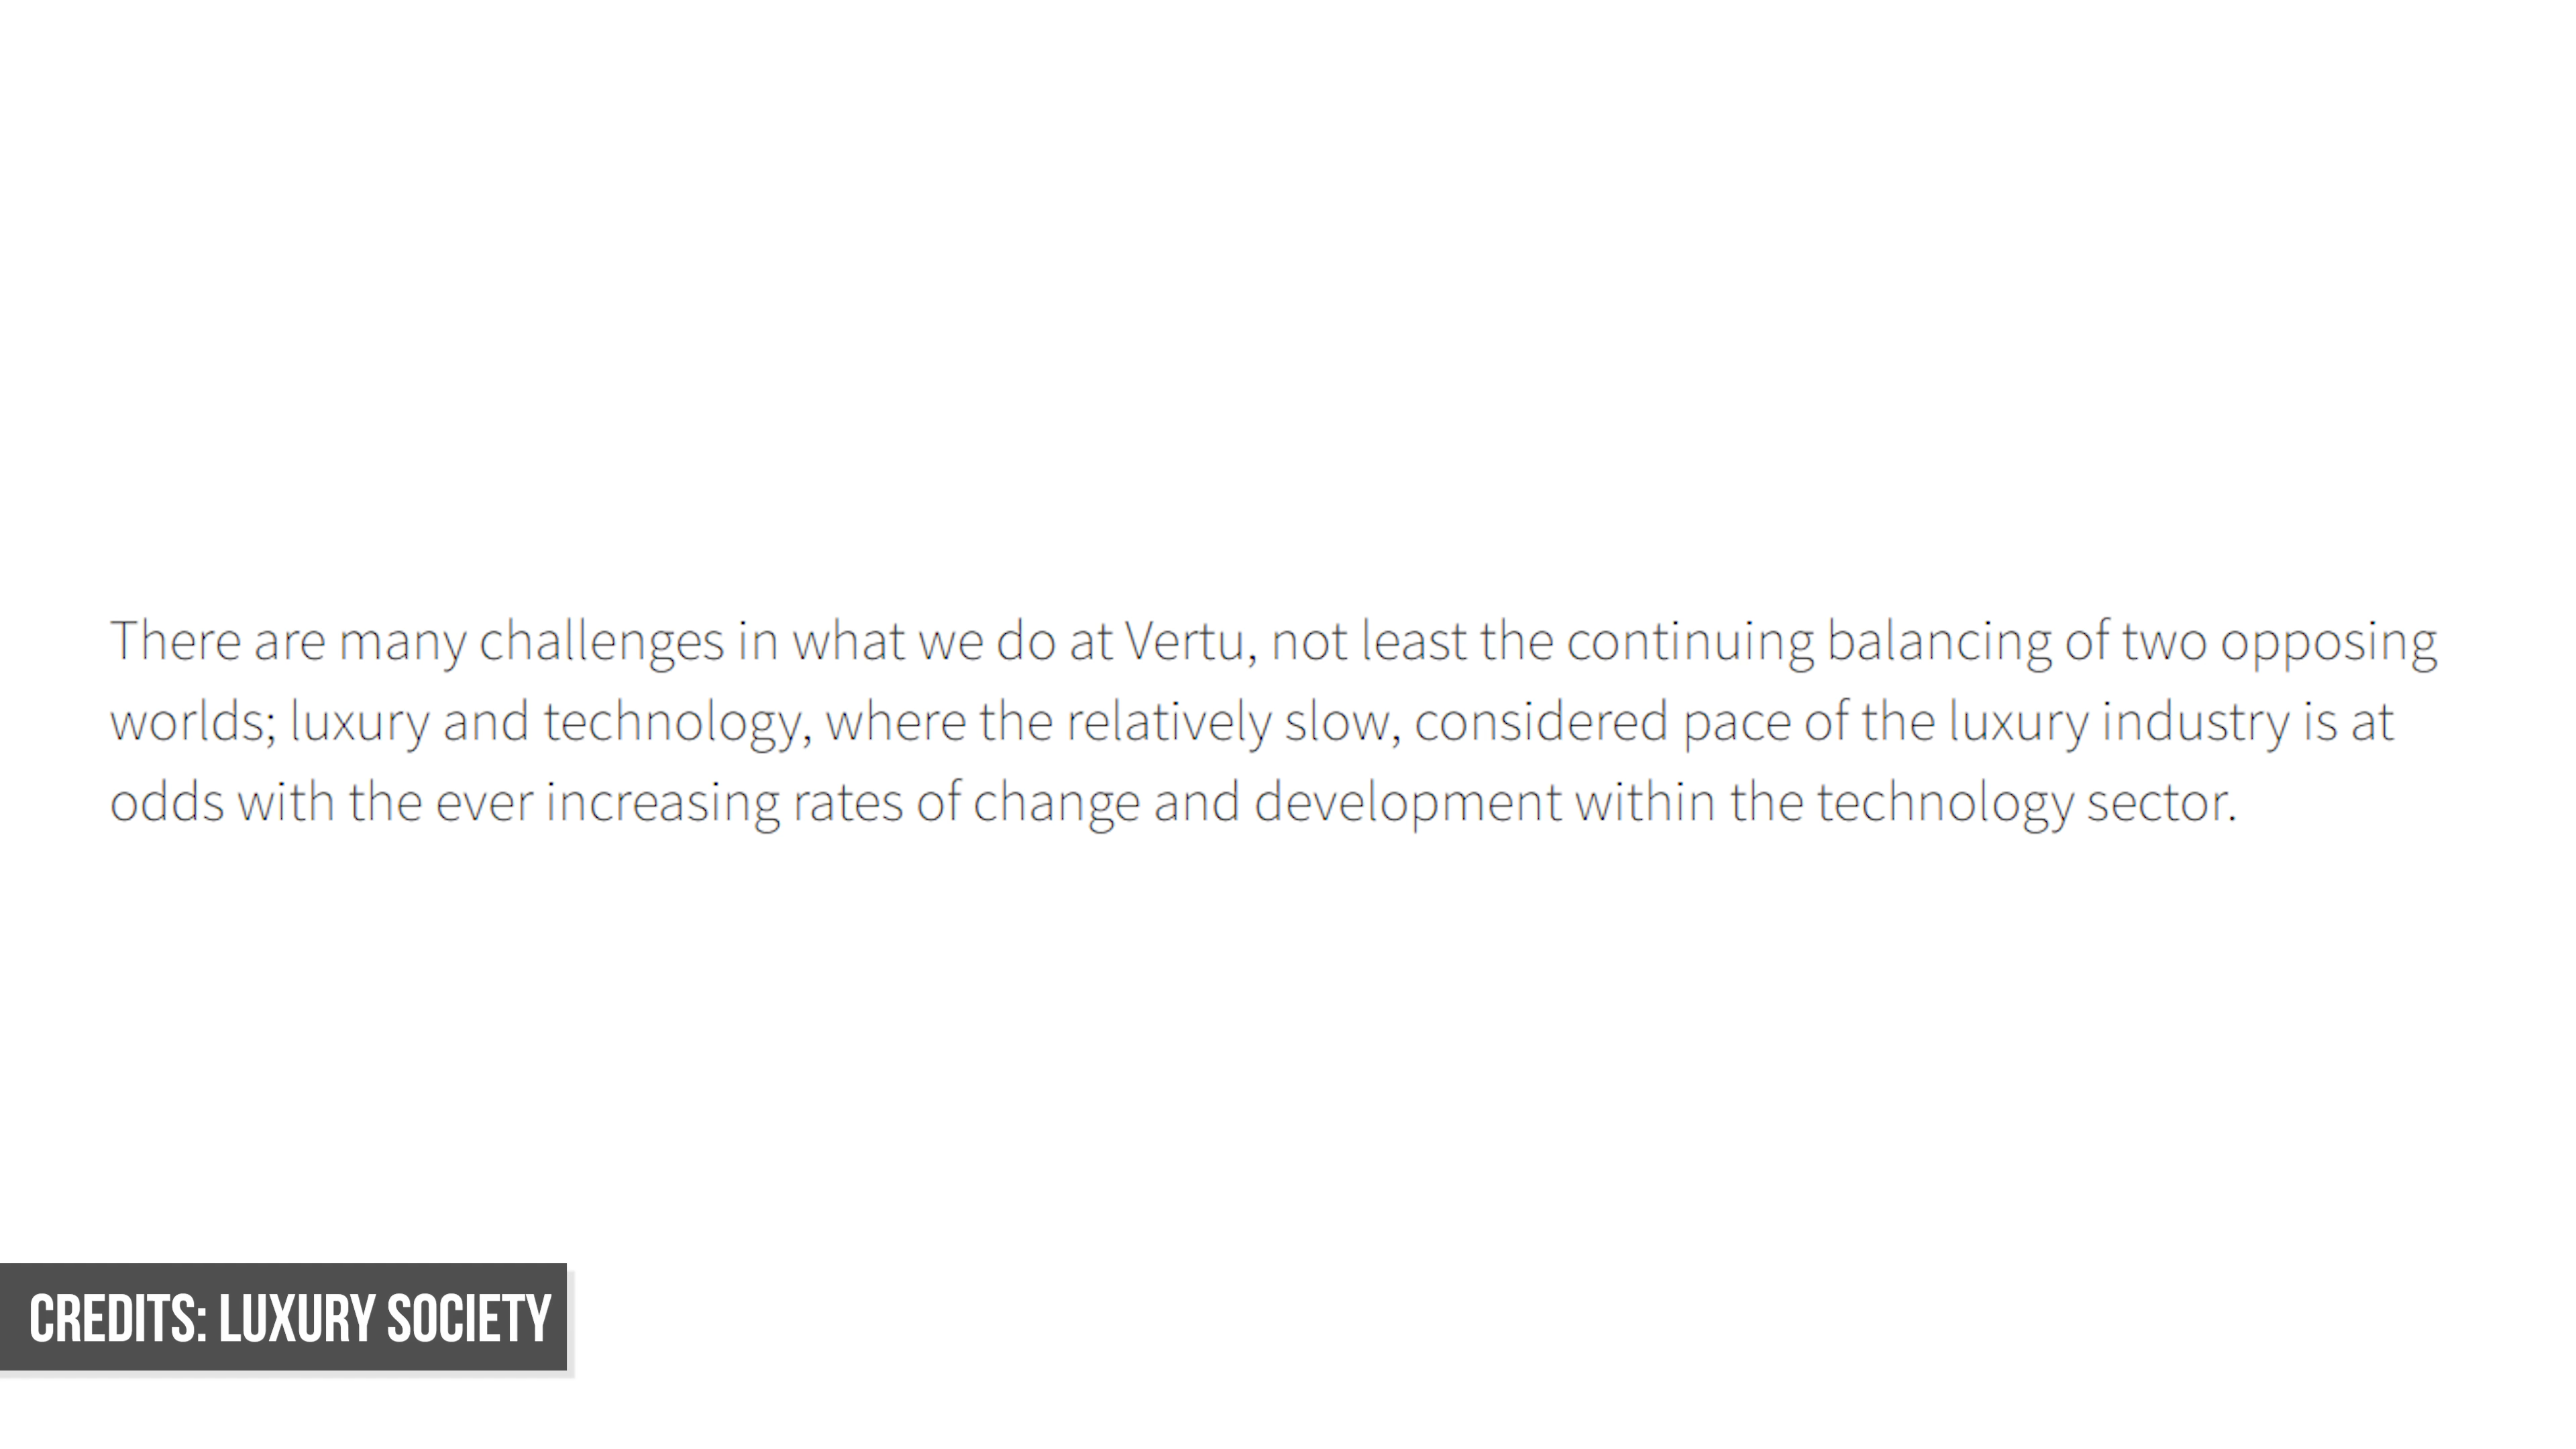 There are many challenges in what we do at Vertu, not least the continuing balancing of two opposing
worlds; luxury and technology, where the relatively slow, considered pace of the luxury industry is at
odds with the ever increasing rates of change and development within the technology sector.
CREDITS: LUXURY SOCIETY